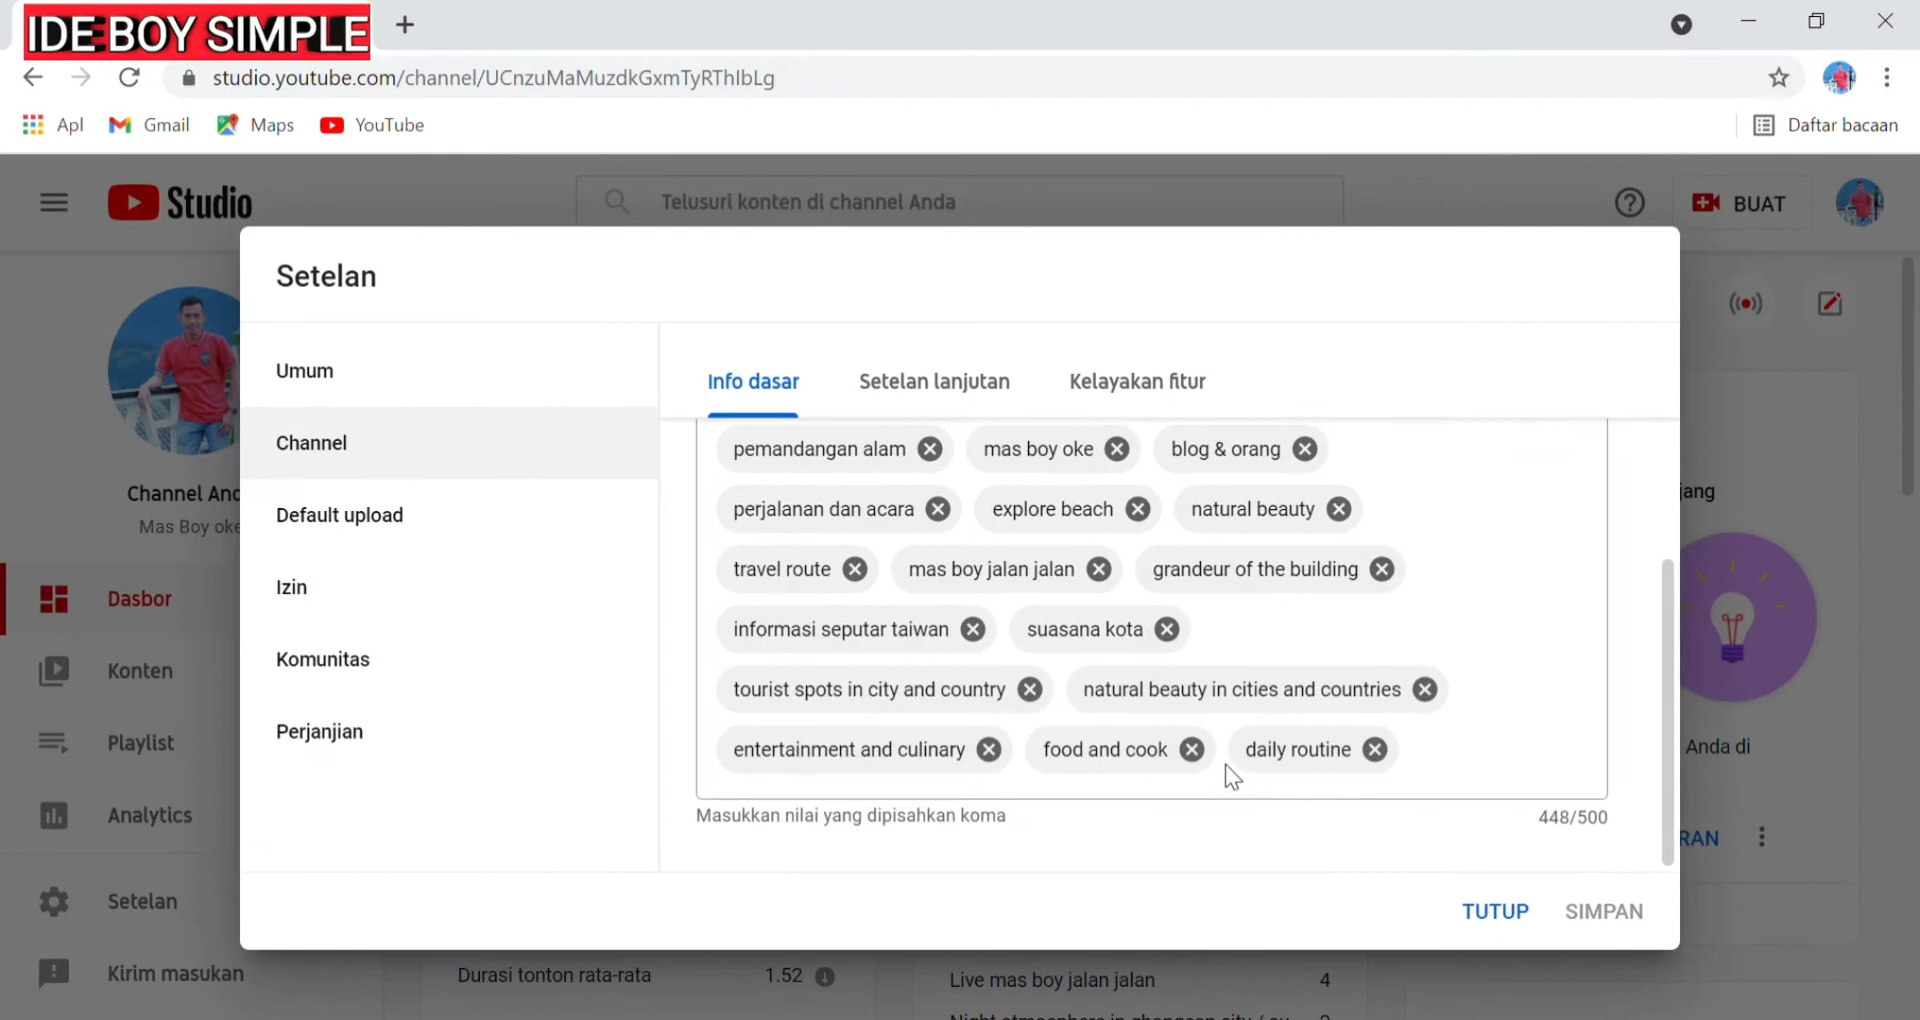 IDE BOY SIMPLE
studio.youtube.com/channel/UCnzuMaMuzdkGxmTyRThIbLg
Apl Gmail Maps YouTube Daftar bacaan
Studio Telusuri konten di channel Anda BUAT
Setelan
Umum
Channel
Default upload
Izin
Komunitas
Perjanjian
Info dasar Setelan lanjutan Kelayakan fitur
pemandangan alam mas boy oke blog & orang
perjalanan dan acara explore beach natural beauty
travel route mas boy jalan jalan grandeur of the building
informasi seputar taiwan suasana kota
tourist spots in city and country natural beauty in cities and countries
entertainment and culinary food and cook daily routine
Masukkan nilai yang dipisahkan koma 448/500
TUTUP SIMPAN
Channel And
Mas Boy oke
Dasbor
Konten
Playlist
Analytics
Setelan
Kirim masukan
jang
Anda di
RAN
Durasi tonton rata-rata 1.52
Live mas boy jalan jalan 4